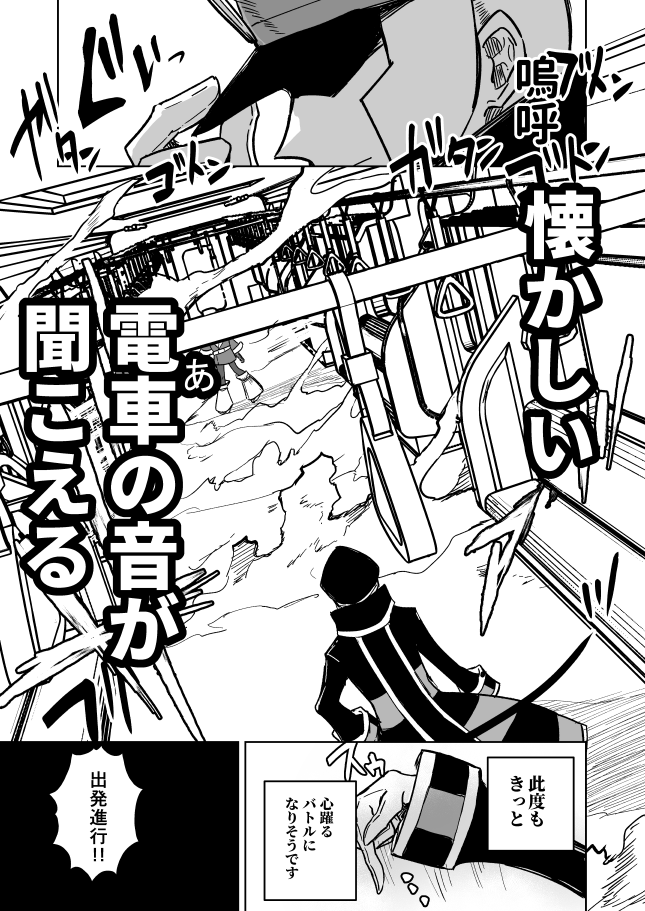 ブツン
嗚呼
じいっ
ガタン
ゴトン
ガタン
ゴトン
懐かしい
あ
電車の音が
聞こえる
此度も
きっと
心躍る
バトルに
なりそうです
出発進行!!